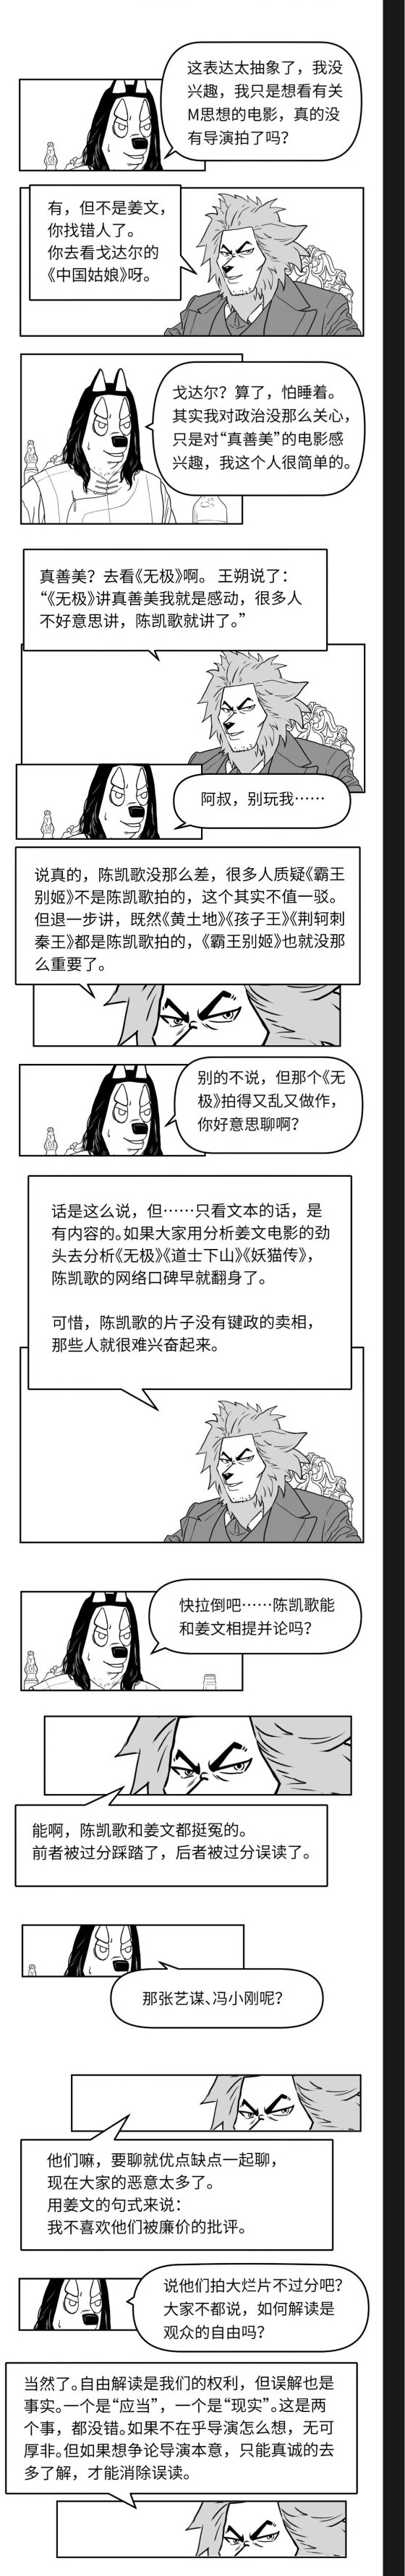 这表达太抽象了，我没
兴趣，我只是想看有关
M思想的电影，真的没
有导演拍了吗？
有，但不是姜文，
你找错人了。
你去看戈达尔的
《中国姑娘》呀。
戈达尔？算了，怕睡着。
其实我对政治没那么关心，
只是对“真善美”的电影感
兴趣，我这个人很简单的。
真善美？去看《无极》啊。 王朔说了：
“《无极》讲真善美我就是感动，很多人
不好意思讲，陈凯歌就讲了。”
阿叔，别玩我……
说真的，陈凯歌没那么差，很多人质疑《霸王
别姬》不是陈凯歌拍的，这个其实不值一驳。
但退一步讲，既然《黄土地》《孩子王》《荆轲刺
秦王》都是陈凯歌拍的，《霸王别姬》也就没那
么重要了。
别的不说，但那个《无
极》拍得又乱又做作，
你好意思聊啊？
话是这么说，但……只看文本的话，是
有内容的。如果大家用分析姜文电影的劲
头去分析《无极》《道士下山》《妖猫传》，
陈凯歌的网络口碑早就翻身了。
可惜，陈凯歌的片子没有键政的卖相，
那些人就很难兴奋起来。
快拉倒吧……陈凯歌能
和姜文相提并论吗？
能啊，陈凯歌和姜文都挺冤的。
前者被过分踩踏了，后者被过分误读了。
那张艺谋、冯小刚呢？
他们嘛，要聊就优点缺点一起聊，
现在大家的恶意太多了。
用姜文的句式来说：
我不喜欢他们被廉价的批评。
说他们拍大烂片不过分吧？
大家不都说，如何解读是
观众的自由吗？
当然了。自由解读是我们的权利，但误解也是
事实。一个是“应当”，一个是“现实”。这是两
个事，都没错。如果不在乎导演怎么想，无可
厚非。但如果想争论导演本意，只能真诚的去
多了解，才能消除误读。